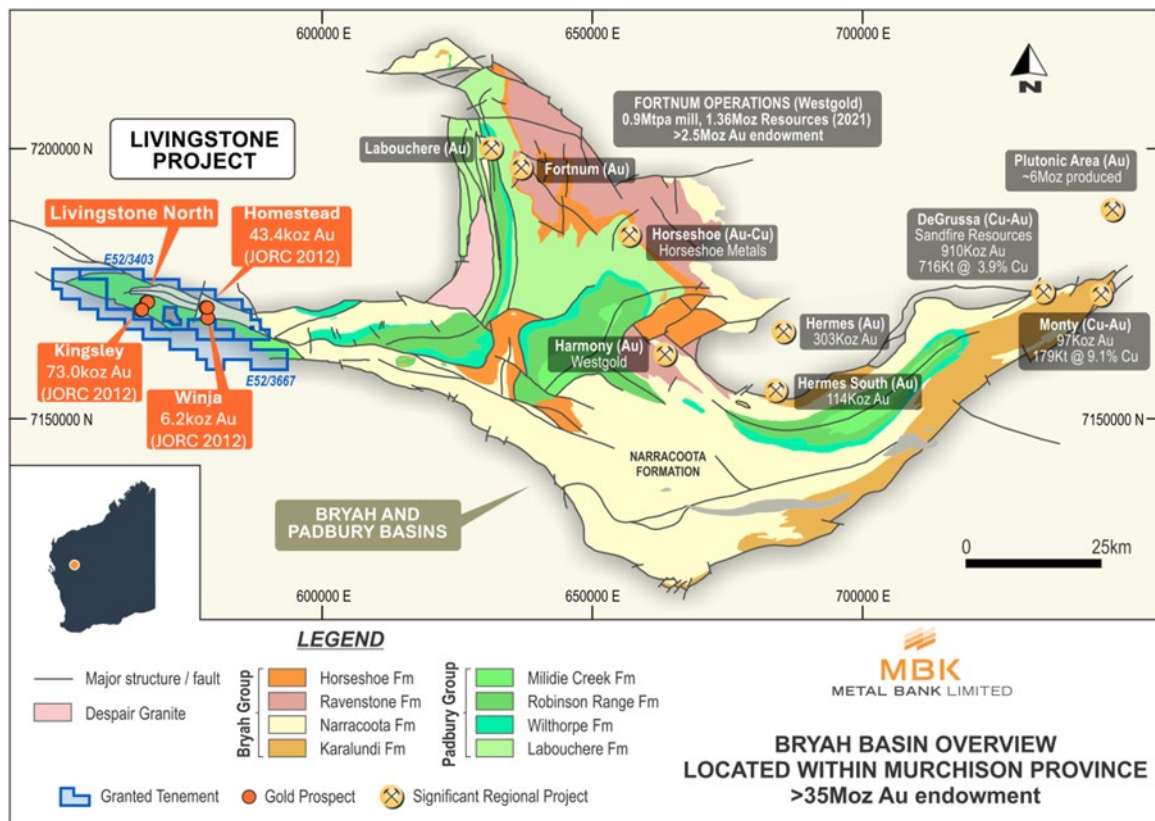 600000 E
650000 E
700000 E
7200000 N
7200000 N
LIVINGSTONE
PROJECT
Livingstone North
Homestead
43.4koz Au
(JORC 2012)
E52/3403
Kingsley
73.0koz Au
(JORC 2012)
Winja
6.2koz Au
(JORC 2012)
E52/3667
Labouchere (Au)
Fortnum (Au)
FORTNUM OPERATIONS (Westgold)
0.9Mtpa mill, 1.36Moz Resources (2021)
>2.5Moz Au endowment
Horseshoe (Au-Cu)
Horseshoe Metals
Plutonic Area (Au)
~6Moz produced
DeGrussa (Cu-Au)
Sandfire Resources
910Koz Au
716Kt @ 3.9% Cu
N
Harmony (Au)
Westgold
Hermes (Au)
303Koz Au
Hermes South (Au)
114Koz Au
Monty (Cu-Au)
97Koz Au
179Kt @ 9.1% Cu
7150000 N
7150000 N
NARRACOOTA
FORMATION
BRYAH AND
PADBURY BASINS
0
25km
600000 E
650000 E
700000 E
LEGEND
Major structure / fault
Despair Granite
Bryah Group
Horseshoe Fm
Ravenstone Fm
Narracoota Fm
Karalundi Fm
Padbury Group
Milidie Creek Fm
Robinson Range Fm
Wilthorpe Fm
Labouchere Fm
Granted Tenement
Gold Prospect
Significant Regional Project
MBK
METAL BANK LIMITED
BRYAH BASIN OVERVIEW
LOCATED WITHIN MURCHISON PROVINCE
>35Moz Au endowment